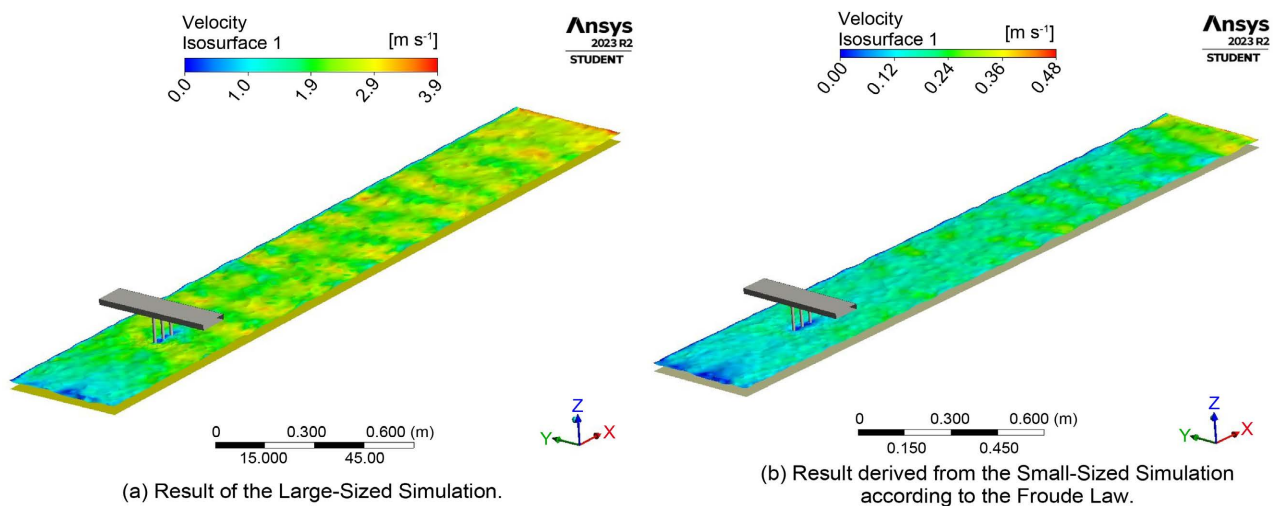 Velocity
Isosurface 1
[m s⁻¹]
0.0 1.0 1.9 2.9 3.9
Ansys
2023 R2
STUDENT
0 0.300 0.600 (m)
15.000 45.00
Z
Y X
(a) Result of the Large-Sized Simulation.
Velocity
Isosurface 1
[m s⁻¹]
0.00 0.12 0.24 0.36 0.48
Ansys
2023 R2
STUDENT
0 0.300 0.600 (m)
0.150 0.450
Z
Y X
(b) Result derived from the Small-Sized Simulation
according to the Froude Law.